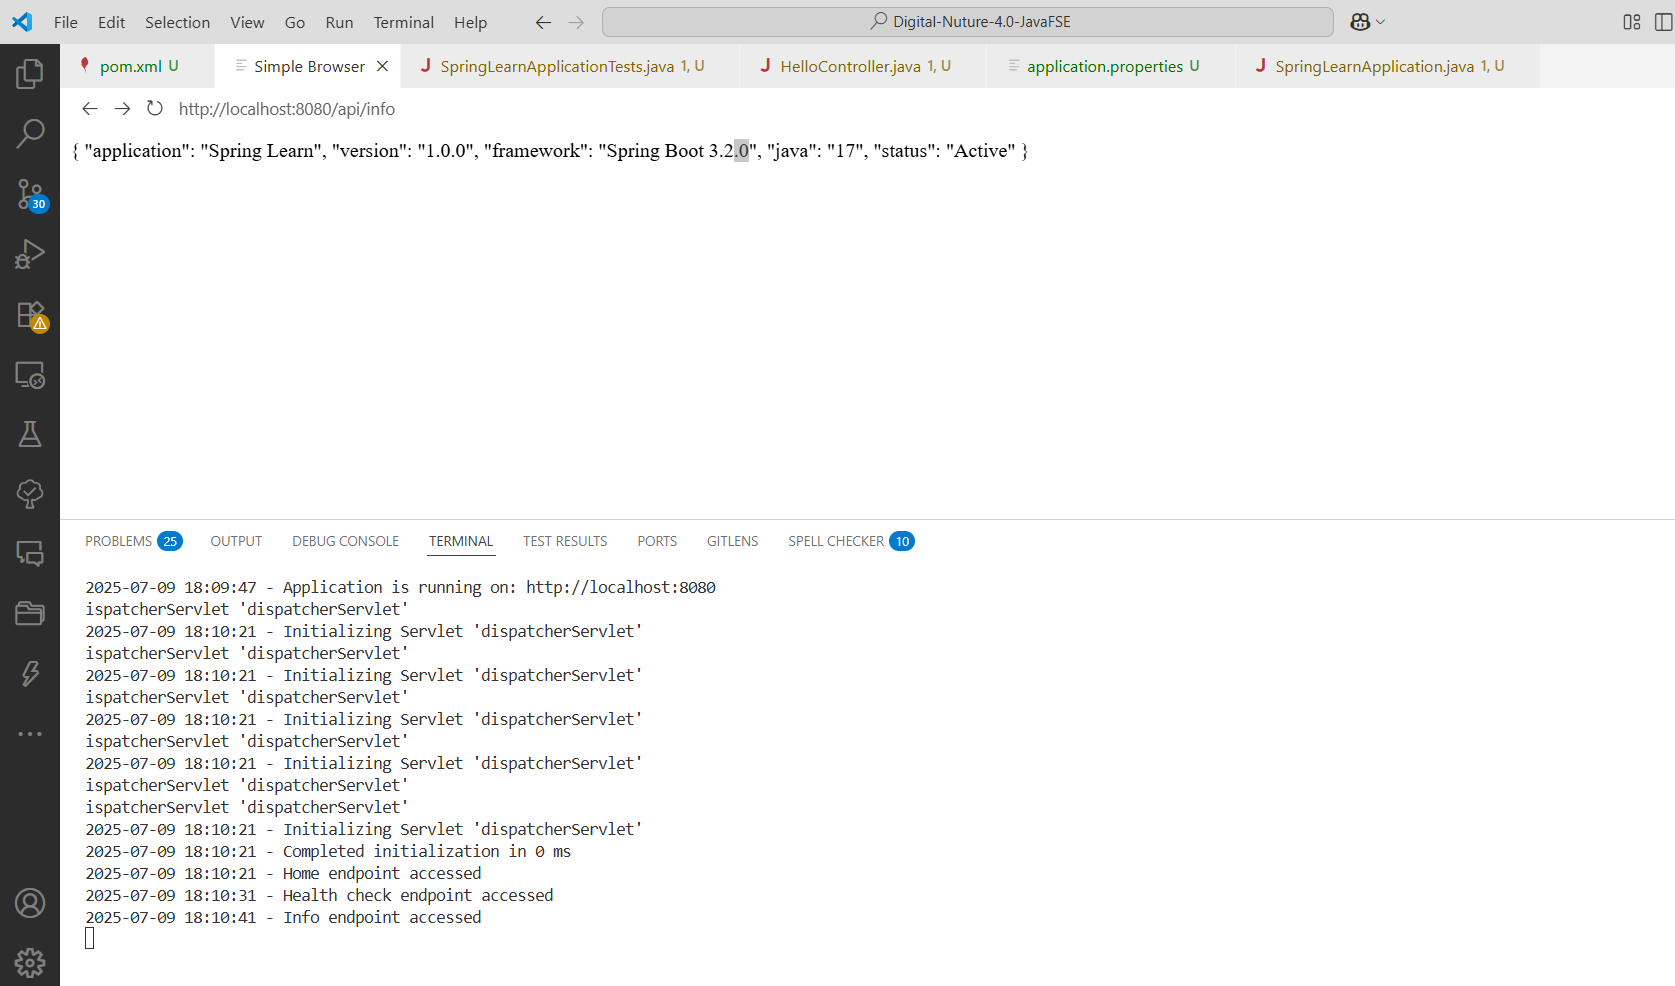 File Edit Selection View Go Run Terminal Help Digital-Nuture-4.0-JavaFSE
pom.xml U Simple Browser SpringLearnApplicationTests.java 1, U HelloController.java 1, U application.properties U SpringLearnApplication.java 1, U
http://localhost:8080/api/info
{ "application": "Spring Learn", "version": "1.0.0", "framework": "Spring Boot 3.2.0", "java": "17", "status": "Active" }
30
PROBLEMS 25 OUTPUT DEBUG CONSOLE TERMINAL TEST RESULTS PORTS GITLENS SPELL CHECKER 10
2025-07-09 18:09:47 - Application is running on: http://localhost:8080
ispatcherServlet 'dispatcherServlet'
2025-07-09 18:10:21 - Initializing Servlet 'dispatcherServlet'
ispatcherServlet 'dispatcherServlet'
2025-07-09 18:10:21 - Initializing Servlet 'dispatcherServlet'
ispatcherServlet 'dispatcherServlet'
2025-07-09 18:10:21 - Initializing Servlet 'dispatcherServlet'
ispatcherServlet 'dispatcherServlet'
2025-07-09 18:10:21 - Initializing Servlet 'dispatcherServlet'
ispatcherServlet 'dispatcherServlet'
ispatcherServlet 'dispatcherServlet'
2025-07-09 18:10:21 - Initializing Servlet 'dispatcherServlet'
2025-07-09 18:10:21 - Completed initialization in 0 ms
2025-07-09 18:10:21 - Home endpoint accessed
2025-07-09 18:10:31 - Health check endpoint accessed
2025-07-09 18:10:41 - Info endpoint accessed